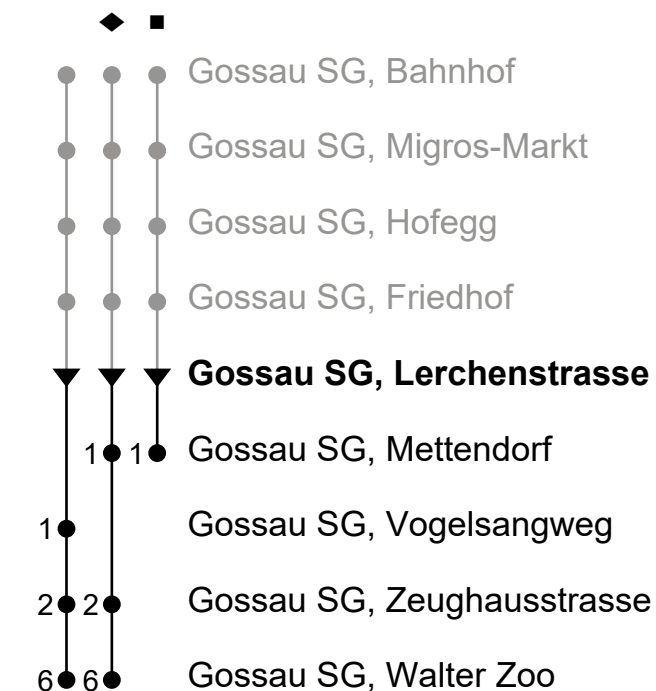 Gossau SG, Bahnhof
Gossau SG, Migros-Markt
Gossau SG, Hofegg
Gossau SG, Friedhof
Gossau SG, Lerchenstrasse
1 1 Gossau SG, Mettendorf
1 Gossau SG, Vogelsangweg
2 2 Gossau SG, Zeughausstrasse
6 6 Gossau SG, Walter Zoo